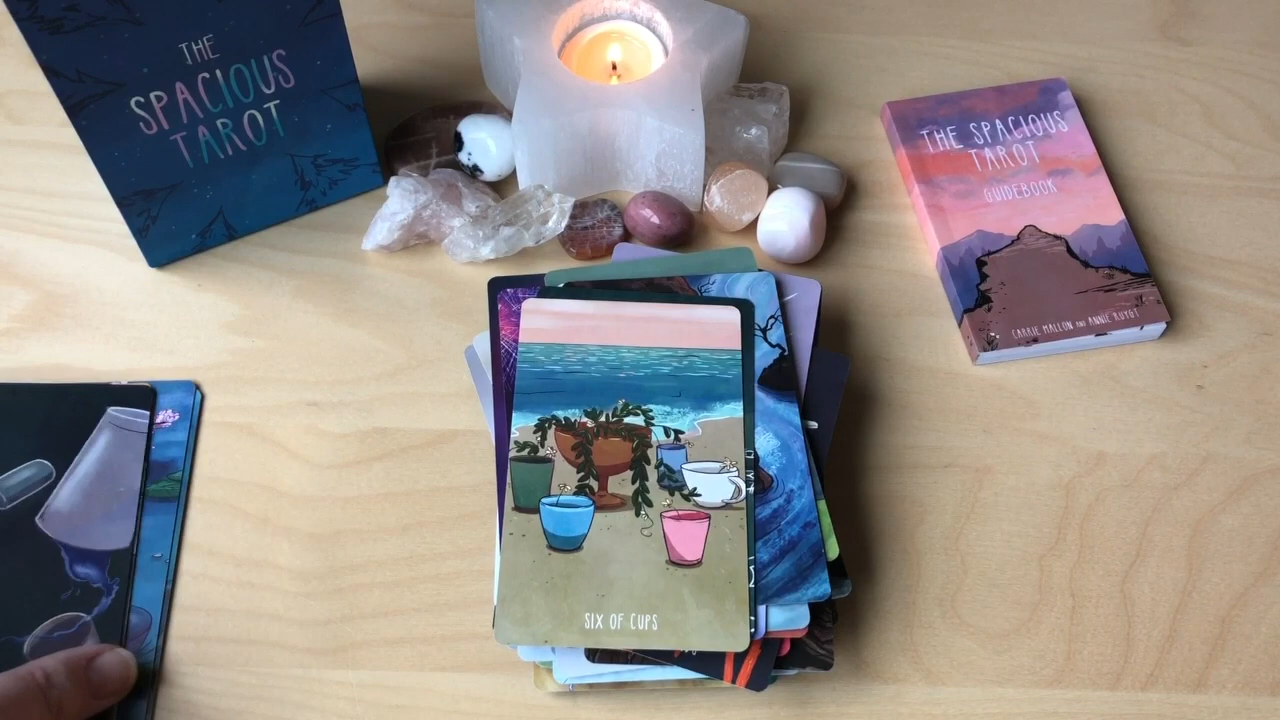 THE
SPACIOUS
TAROT
THE SPACIOUS
TAROT
GUIDEBOOK
CARRIE MALLON AND ANNIE RUYGT
SIX OF CUPS